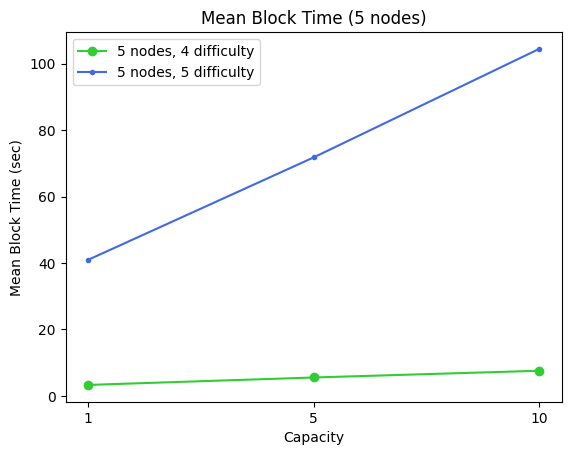 Mean Block Time (5 nodes)
5 nodes, 4 difficulty
5 nodes, 5 difficulty
100
80
60
40
20
0
Mean Block Time (sec)
1
5
10
Capacity